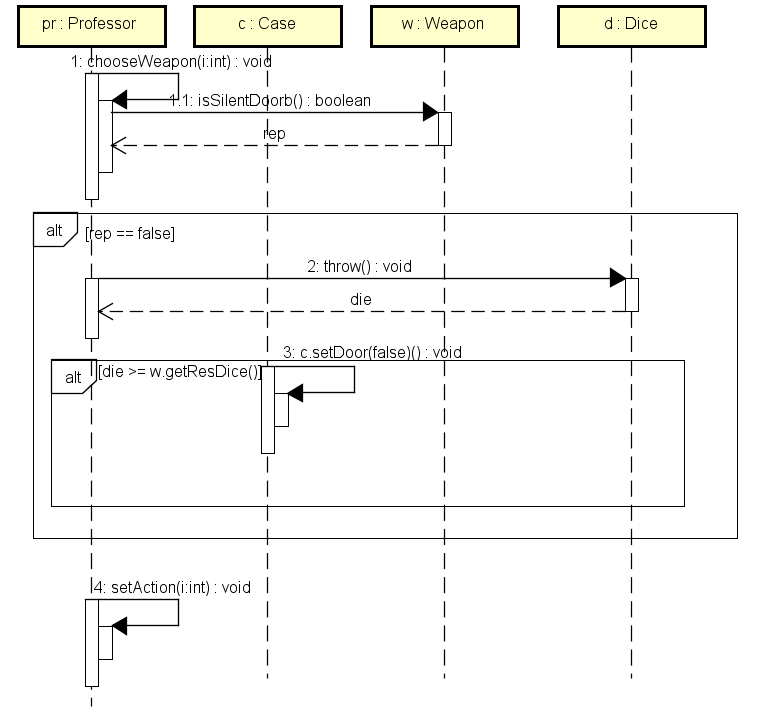 pr : Professor
c : Case
w : Weapon
d : Dice
1: chooseWeapon(i:int) : void
1.1: isSilentDoorb() : boolean
rep
alt
[rep == false]
2: throw() : void
die
3: c.setDoor(false)() : void
alt
[die >= w.getResDice()]
4: setAction(i:int) : void